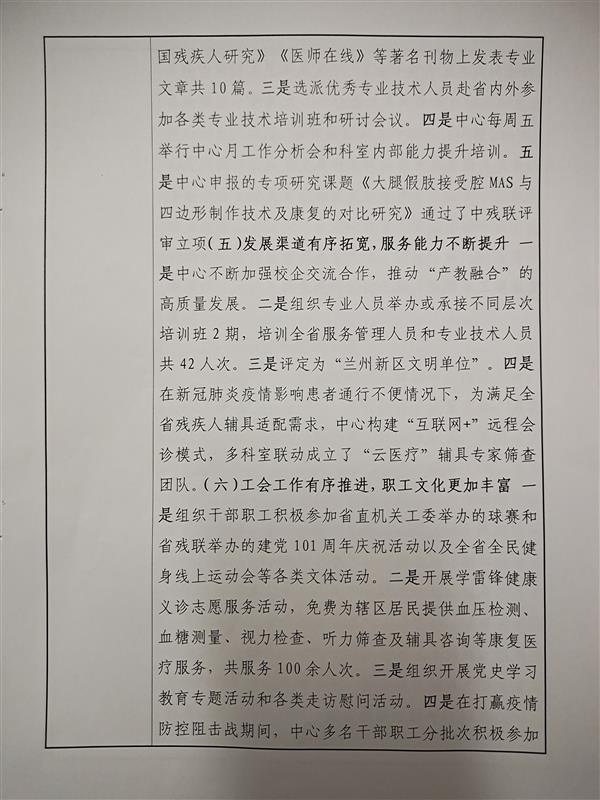 国残疾人研究》《医师在线》等著名刊物上发表专业
文章共 10 篇。三是选派优秀专业技术人员赴省内外参
加各类专业技术培训班和研讨会议。四是中心每周五
举行中心月工作分析会和科室内部能力提升培训。五
是中心申报的专项研究课题《大腿假肢接受腔 MAS 与
四边形制作技术及康复的对比研究》通过了中残联评
审立项(五)发展渠道有序拓宽,服务能力不断提升 一
是中心不断加强校企交流合作，推动“产教融合”的
高质量发展。二是组织专业人员举办或承接不同层次
培训班 2 期，培训全省服务管理人员和专业技术人员
共 42 人次。三是评定为“兰州新区文明单位”。四是
在新冠肺炎疫情影响患者通行不便情况下，为满足全
省残疾人辅具适配需求，中心构建“互联网+”远程会
诊模式，多科室联动成立了“云医疗”辅具专家筛查
团队。(六)工会工作有序推进,职工文化更加丰富 一
是组织干部职工积极参加省直机关工委举办的球赛和
省残联举办的建党 101 周年庆祝活动以及全省全民健
身线上运动会等各类文体活动。二是开展学雷锋健康
义诊志愿服务活动，免费为辖区居民提供血压检测、
血糖测量、视力检查、听力筛查及辅具咨询等康复医
疗服务，共服务 100 余人次。三是组织开展党史学习
教育专题活动和各类走访慰问活动。四是在打赢疫情
防控阻击战期间，中心多名干部职工分批次积极参加